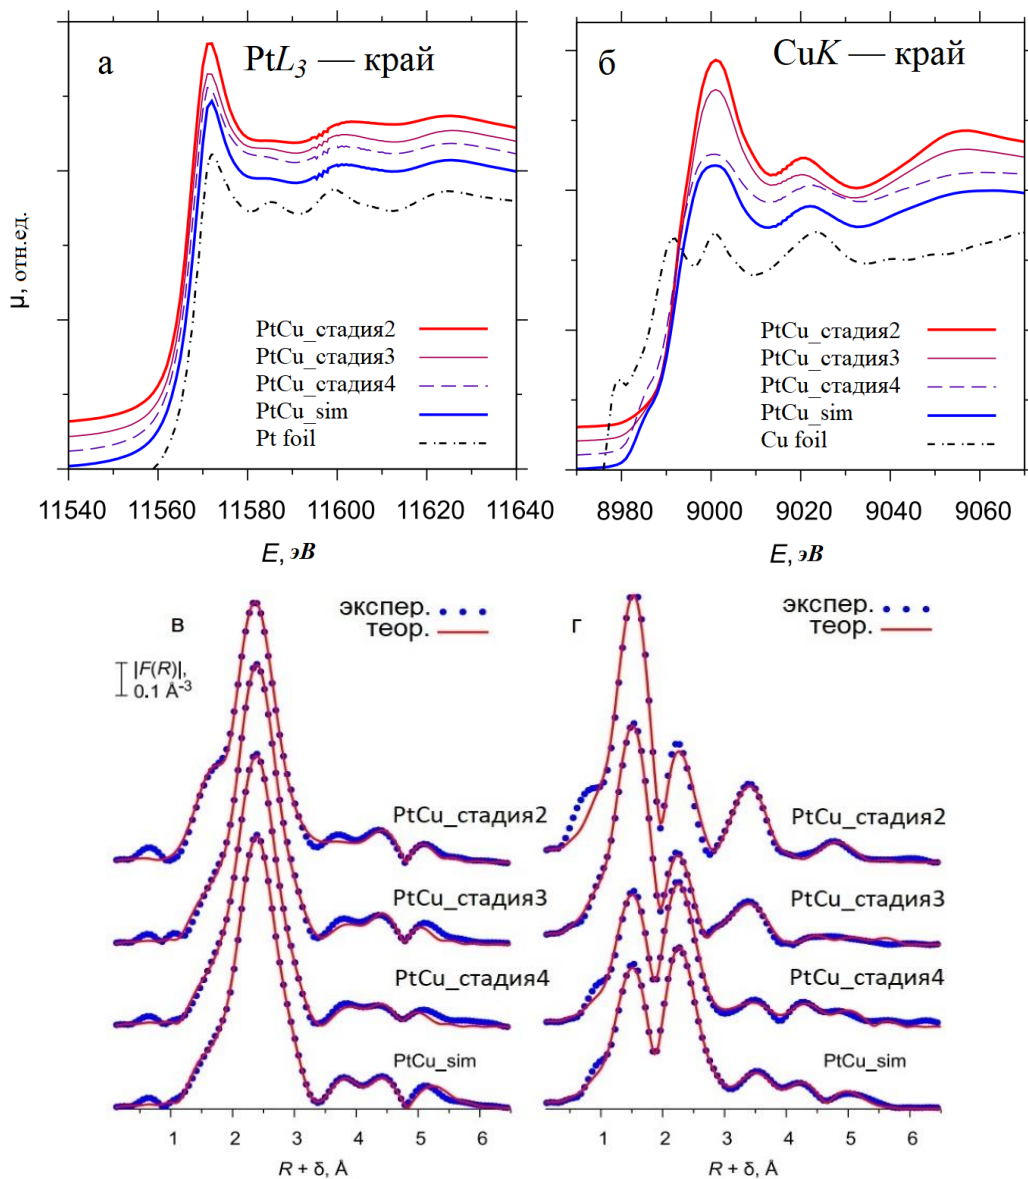 а
PtL3 — край
б
CuK — край
μ, отн.ед.
PtCu_стадия2
PtCu_стадия3
PtCu_стадия4
PtCu_sim
Pt foil
PtCu_стадия2
PtCu_стадия3
PtCu_стадия4
PtCu_sim
Cu foil
11540 11560 11580 11600 11620 11640
8980 9000 9020 9040 9060
E, эВ
E, эВ
в
экспер.
теор.
|F(R)|,
0.1 Å-3
г
экспер.
теор.
PtCu_стадия2
PtCu_стадия3
PtCu_стадия4
PtCu_sim
PtCu_стадия2
PtCu_стадия3
PtCu_стадия4
PtCu_sim
1 2 3 4 5 6
1 2 3 4 5 6
R + δ, Å
R + δ, Å